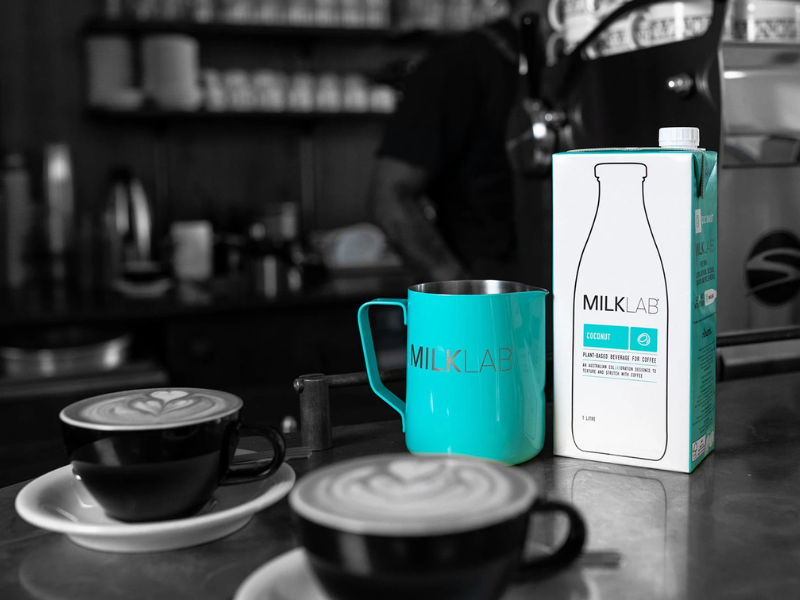 MILKLAB
MILKLAB
COCONUT
PLANT-BASED BEVERAGE FOR COFFEE
AN AUSTRALIAN COLLABORATION DESIGNED TO
TEXTURE AND STRETCH WITH COFFEE
1 LITRE
MILKLAB